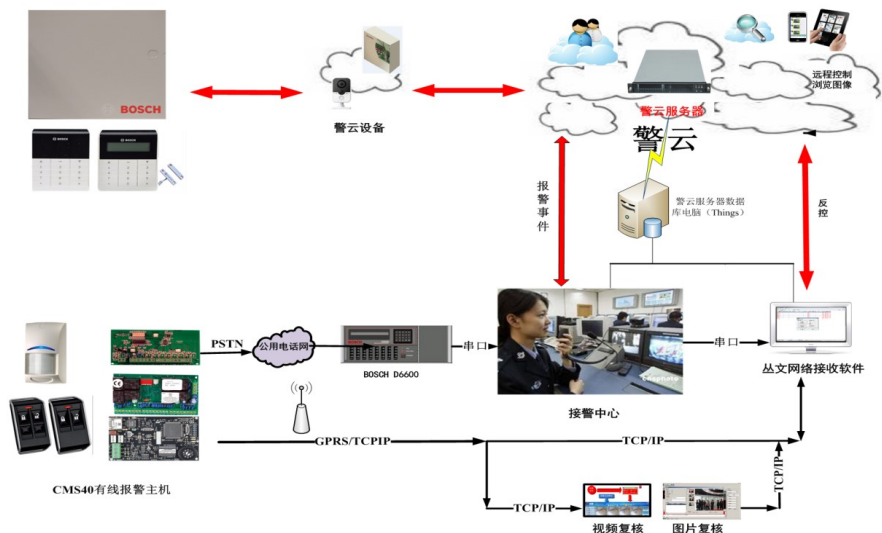 BOSCH
警云设备
远程控制
浏览图像
警云服务器
警云
报警事件
警云服务器数据
库电脑（Things）
反控
PSTN
公用电话网
BOSCH D6600
串口
串口
丛文网络接收软件
接警中心
GPRS/TCPIP
TCP/IP
CMS40有线报警主机
TCP/IP
TCP/IP
视频复核
图片复核